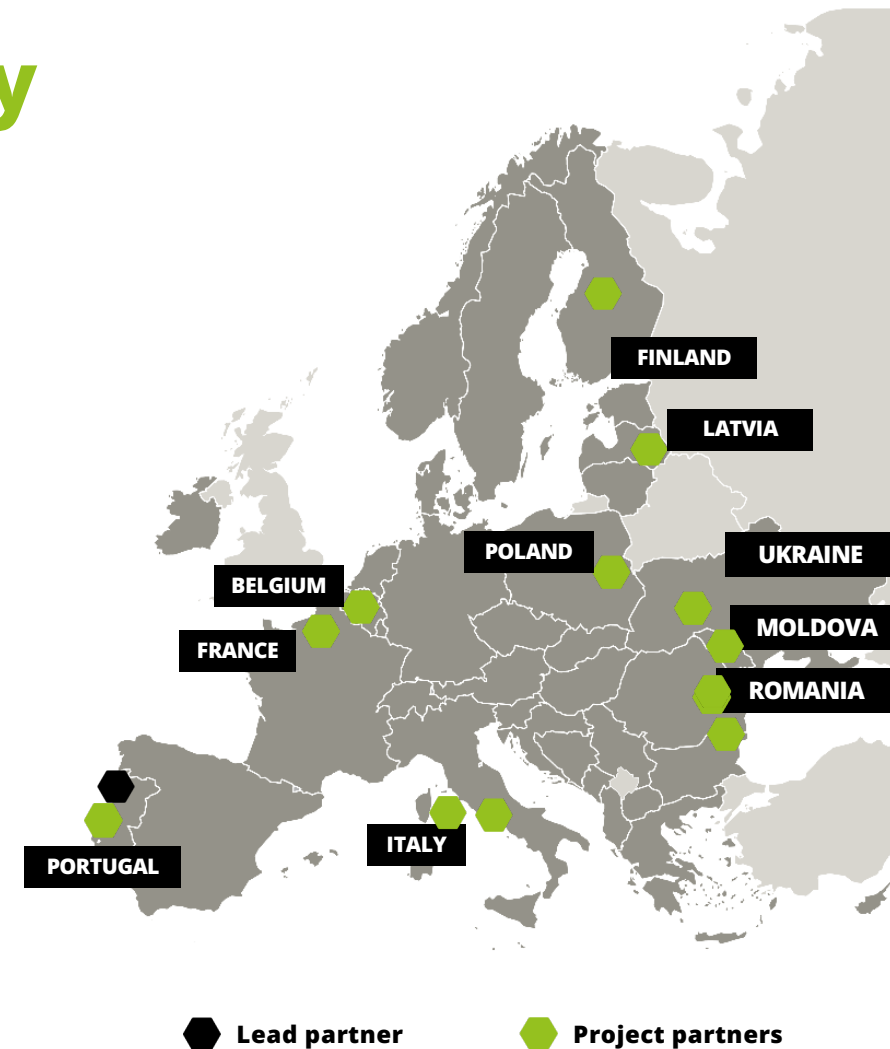 y
FINLAND
LATVIA
POLAND
UKRAINE
BELGIUM
MOLDOVA
FRANCE
ROMANIA
ITALY
PORTUGAL
Lead partner
Project partners